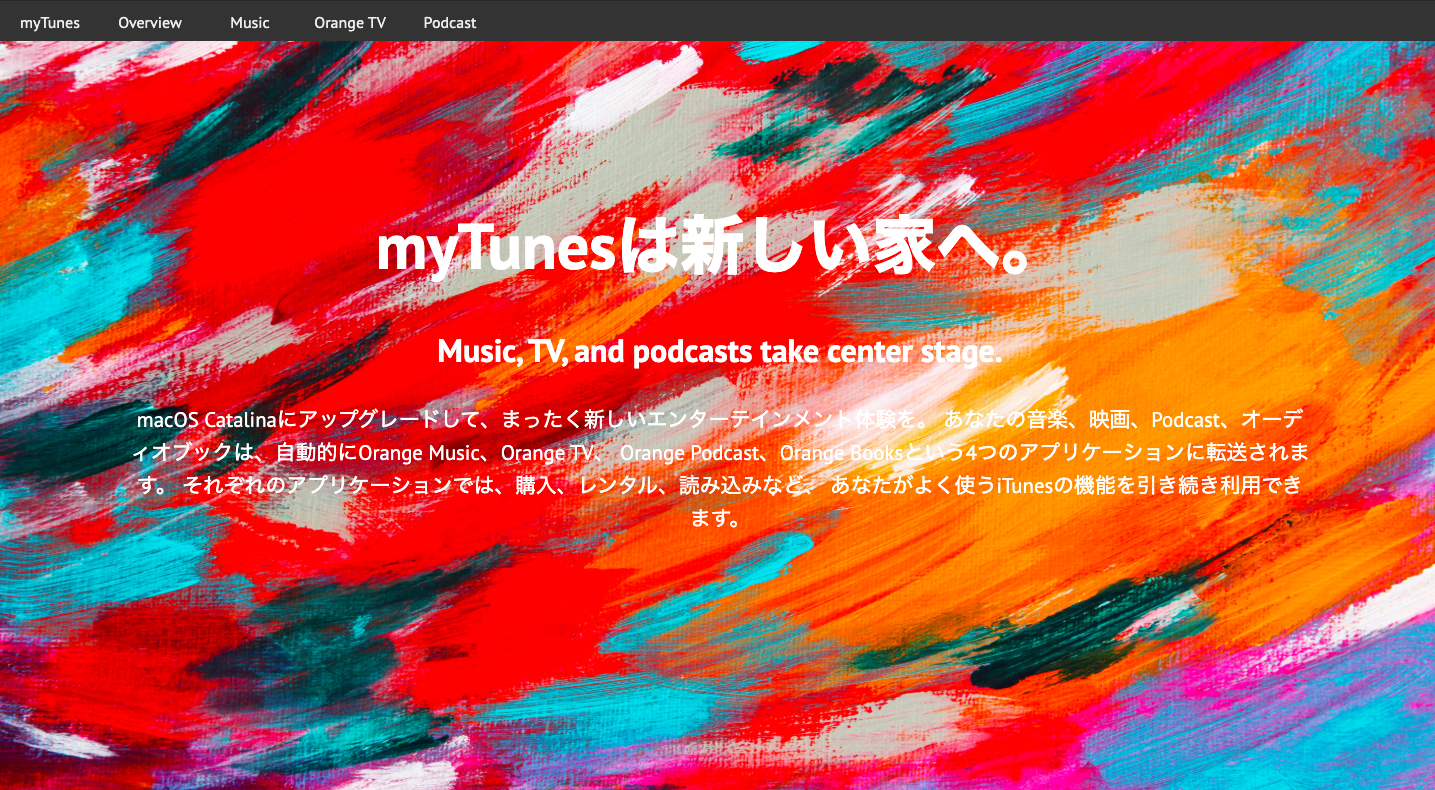 myTunes Overview Music Orange TV Podcast
myTunesは新しい家へ。
Music, TV, and podcasts take center stage.
macOS Catalinaにアップグレードして、まったく新しいエンターテインメント体験を。 あなたの音楽、映画、Podcast、オーデ
ィオブックは、自動的にOrange Music、Orange TV、 Orange Podcast、Orange Booksという4つのアプリケーションに転送されま
す。 それぞれのアプリケーションでは、購入、レンタル、読み込みなど、 あなたがよく使うiTunesの機能を引き続き利用でき
ます。